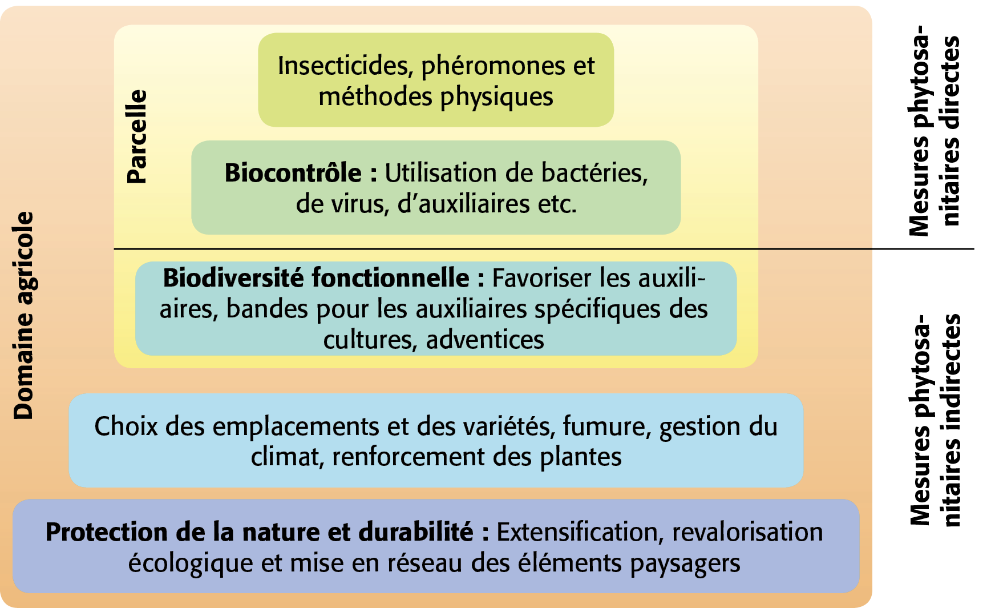 Insecticides, phéromones et
méthodes physiques
Parcelle
Biocontrôle : Utilisation de bactéries,
de virus, d’auxiliaires etc.
Mesures phytosa-
nitaires directes
Domaine agricole
Biodiversité fonctionnelle : Favoriser les auxili-
aires, bandes pour les auxiliaires spécifiques des
cultures, adventices
Choix des emplacements et des variétés, fumure, gestion du
climat, renforcement des plantes
Protection de la nature et durabilité : Extensification, revalorisation
écologique et mise en réseau des éléments paysagers
Mesures phytosa-
nitaires indirectes